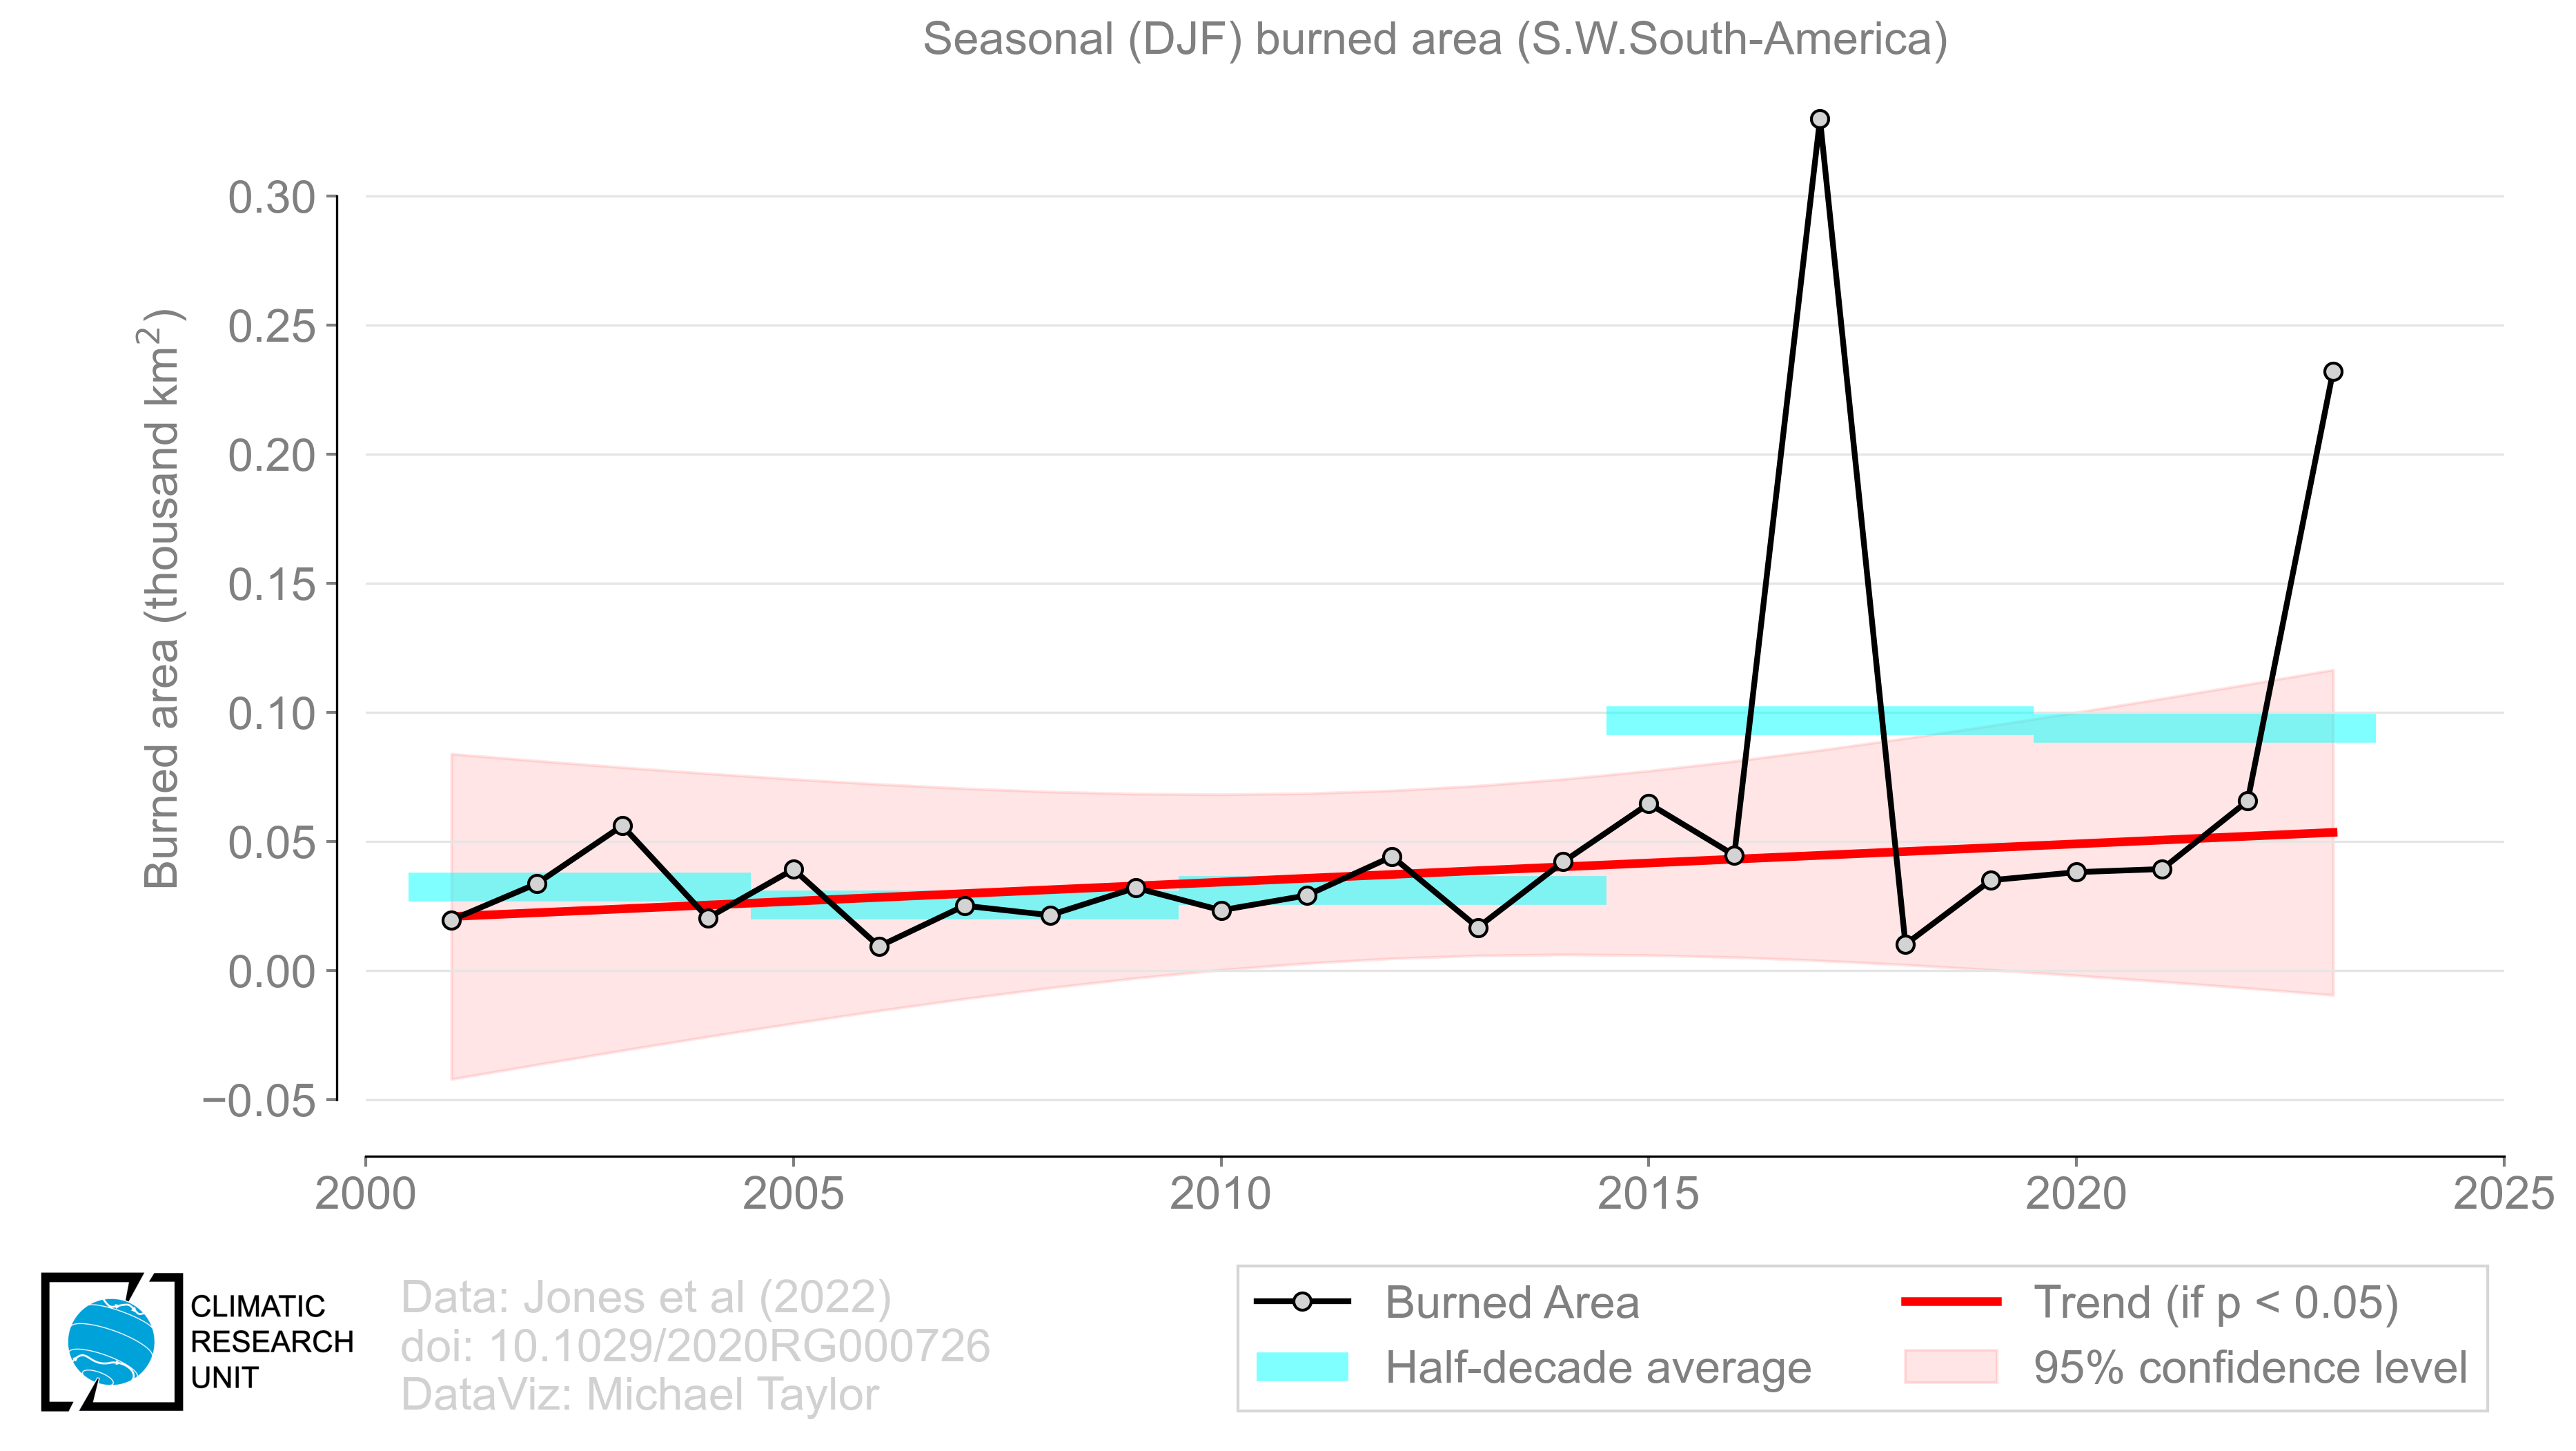 Seasonal (DJF) burned area (S.W.South-America)
Burned area (thousand km²)
0.30
0.25
0.20
0.15
0.10
0.05
0.00
−0.05
2000 2005 2010 2015 2020 2025
CLIMATIC
RESEARCH
UNIT
Data: Jones et al (2022)
doi: 10.1029/2020RG000726
DataViz: Michael Taylor
Burned Area
Half-decade average
Trend (if p < 0.05)
95% confidence level